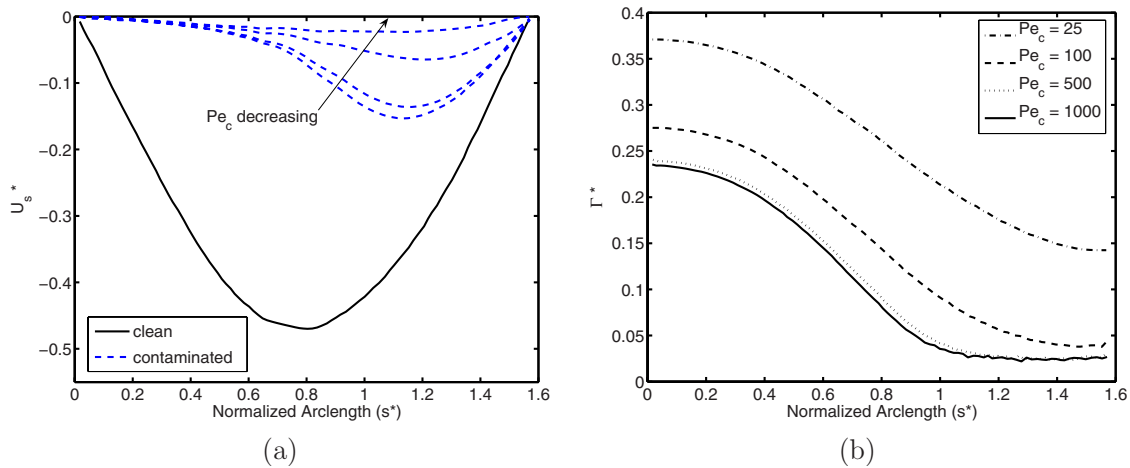 0
−0.1
−0.2
−0.3
−0.4
−0.5
U_s*
Pe_c decreasing
clean
contaminated
0 0.2 0.4 0.6 0.8 1 1.2 1.4 1.6
Normalized Arclength (s*)
(a)
0.4
0.35
0.3
0.25
0.2
0.15
0.1
0.05
0
Γ*
Pe_c = 25
Pe_c = 100
Pe_c = 500
Pe_c = 1000
0 0.2 0.4 0.6 0.8 1 1.2 1.4 1.6
Normalized Arclength (s*)
(b)